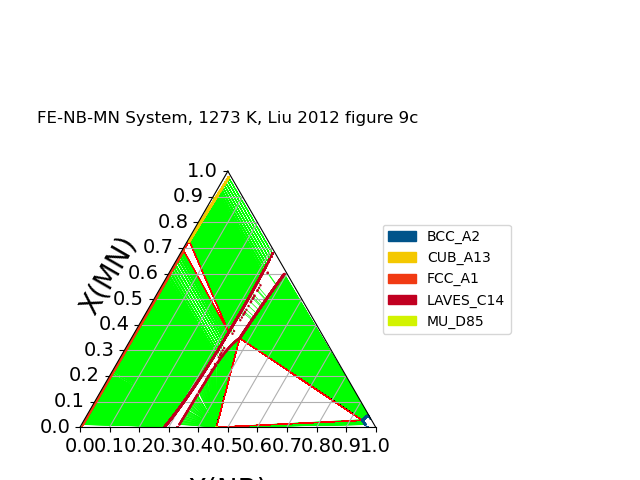 FE-NB-MN System, 1273 K, Liu 2012 figure 9c
1.0
0.9
0.8
0.7
0.6
0.5
0.4
0.3
0.2
0.1
0.0
X(MN)
0.00.10.20.30.40.50.60.70.80.91.0
BCC_A2
CUB_A13
FCC_A1
LAVES_C14
MU_D85
X(NB)